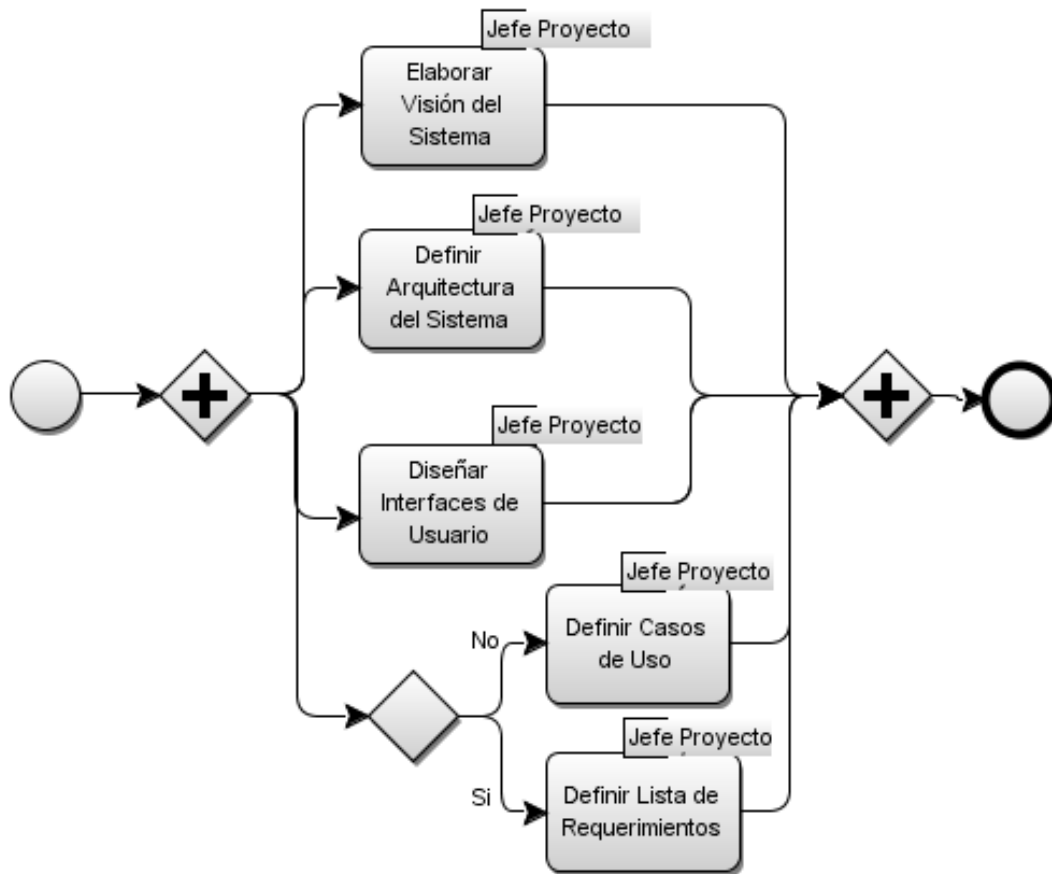 Jefe Proyecto
Elaborar
Visión del
Sistema
Jefe Proyecto
Definir
Arquitectura
del Sistema
Jefe Proyecto
Diseñar
Interfaces de
Usuario
Jefe Proyecto
No
Definir Casos
de Uso
Jefe Proyecto
Si
Definir Lista de
Requerimientos